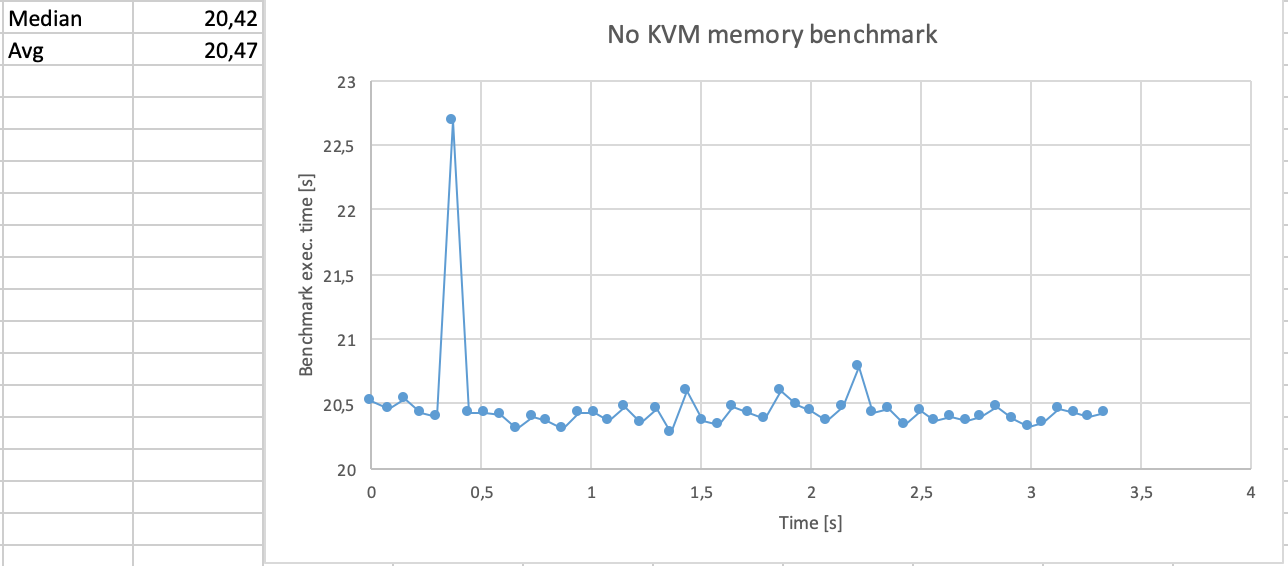 Median 20,42
Avg 20,47
No KVM memory benchmark
Benchmark exec. time [s]
23
22,5
22
21,5
21
20,5
20
0 0,5 1 1,5 2 2,5 3 3,5 4
Time [s]